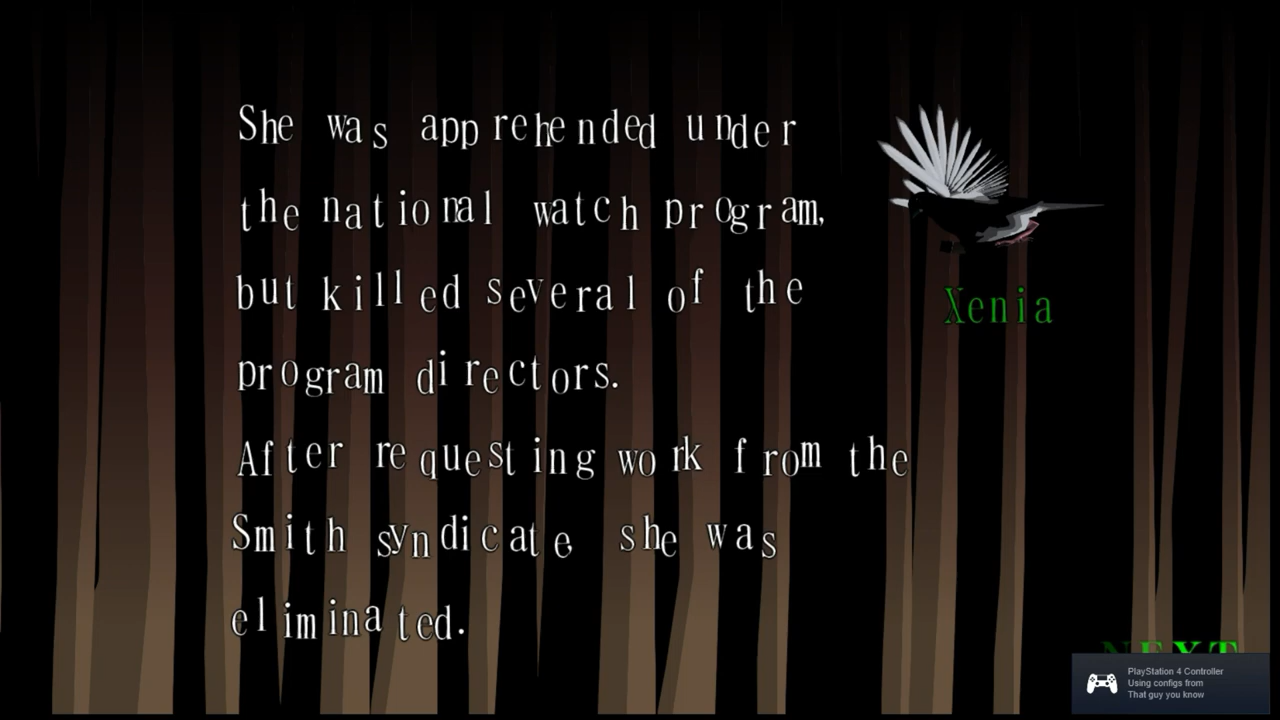 She was apprehended under
the national watch program,
but killed several of the
program directors.
After requesting work from the
Smith syndicate she was
eliminated.
Xenia
NEXT
PlayStation 4 Controller
Using configs from
That guy you know